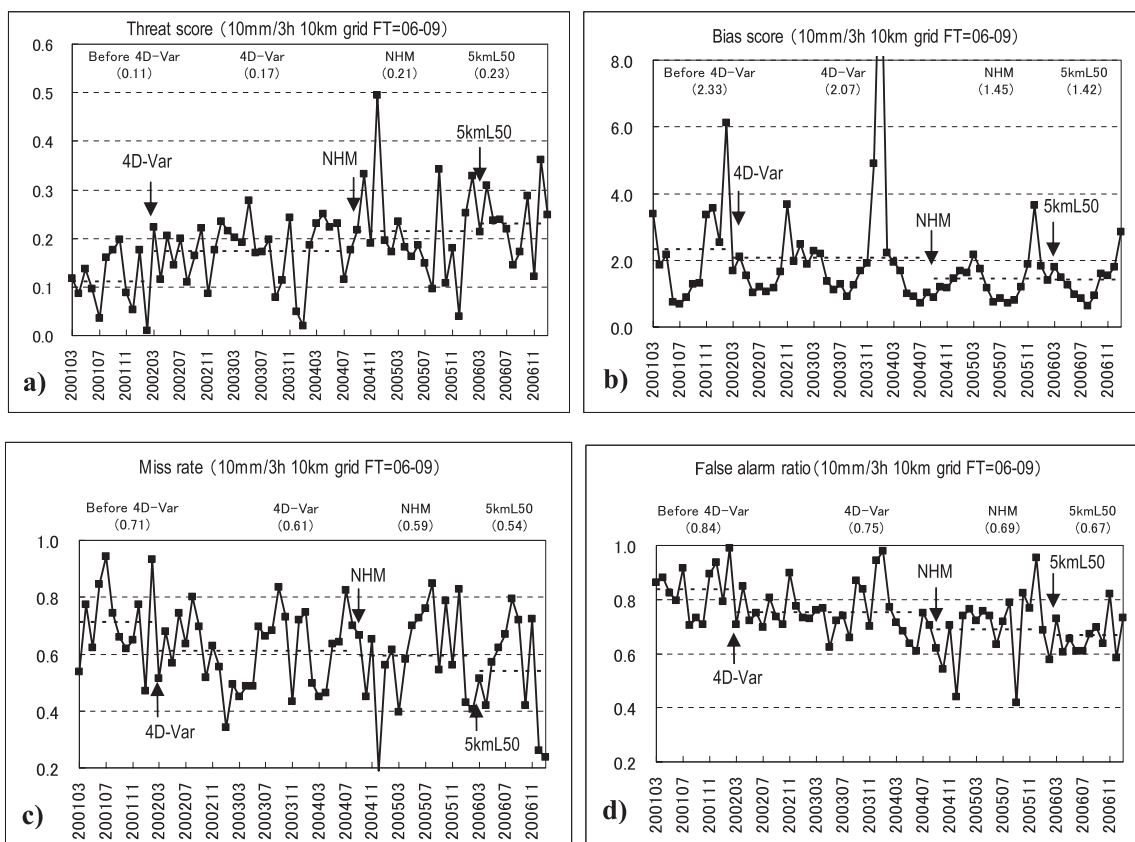 Threat score (10mm/3h 10km grid FT=06-09)
Before 4D-Var 4D-Var NHM 5kmL50
(0.11) (0.17) (0.21) (0.23)
0.6
0.5
0.4
0.3
0.2
0.1
0.0
4D-Var
NHM
5kmL50
200103 200107 200111 200203 200207 200211 200303 200307 200311 200403 200407 200411 200503 200507 200511 200603 200607 200611
a)
Bias score (10mm/3h 10km grid FT=06-09)
Before 4D-Var 4D-Var NHM 5kmL50
(2.33) (2.07) (1.45) (1.42)
8.0
6.0
4.0
2.0
0.0
4D-Var
NHM
5kmL50
200103 200107 200111 200203 200207 200211 200303 200307 200311 200403 200407 200411 200503 200507 200511 200603 200607 200611
b)
Miss rate (10mm/3h 10km grid FT=06-09)
Before 4D-Var 4D-Var NHM 5kmL50
(0.71) (0.61) (0.59) (0.54)
1.0
0.8
0.6
0.4
0.2
NHM
4D-Var
5kmL50
200103 200107 200111 200203 200207 200211 200303 200307 200311 200403 200407 200411 200503 200507 200511 200603 200607 200611
c)
False alarm ratio (10mm/3h 10km grid FT=06-09)
Before 4D-Var 4D-Var NHM 5kmL50
(0.84) (0.75) (0.69) (0.67)
1.0
0.8
0.6
0.4
0.2
4D-Var
NHM
5kmL50
200103 200107 200111 200203 200207 200211 200303 200307 200311 200403 200407 200411 200503 200507 200511 200603 200607 200611
d)